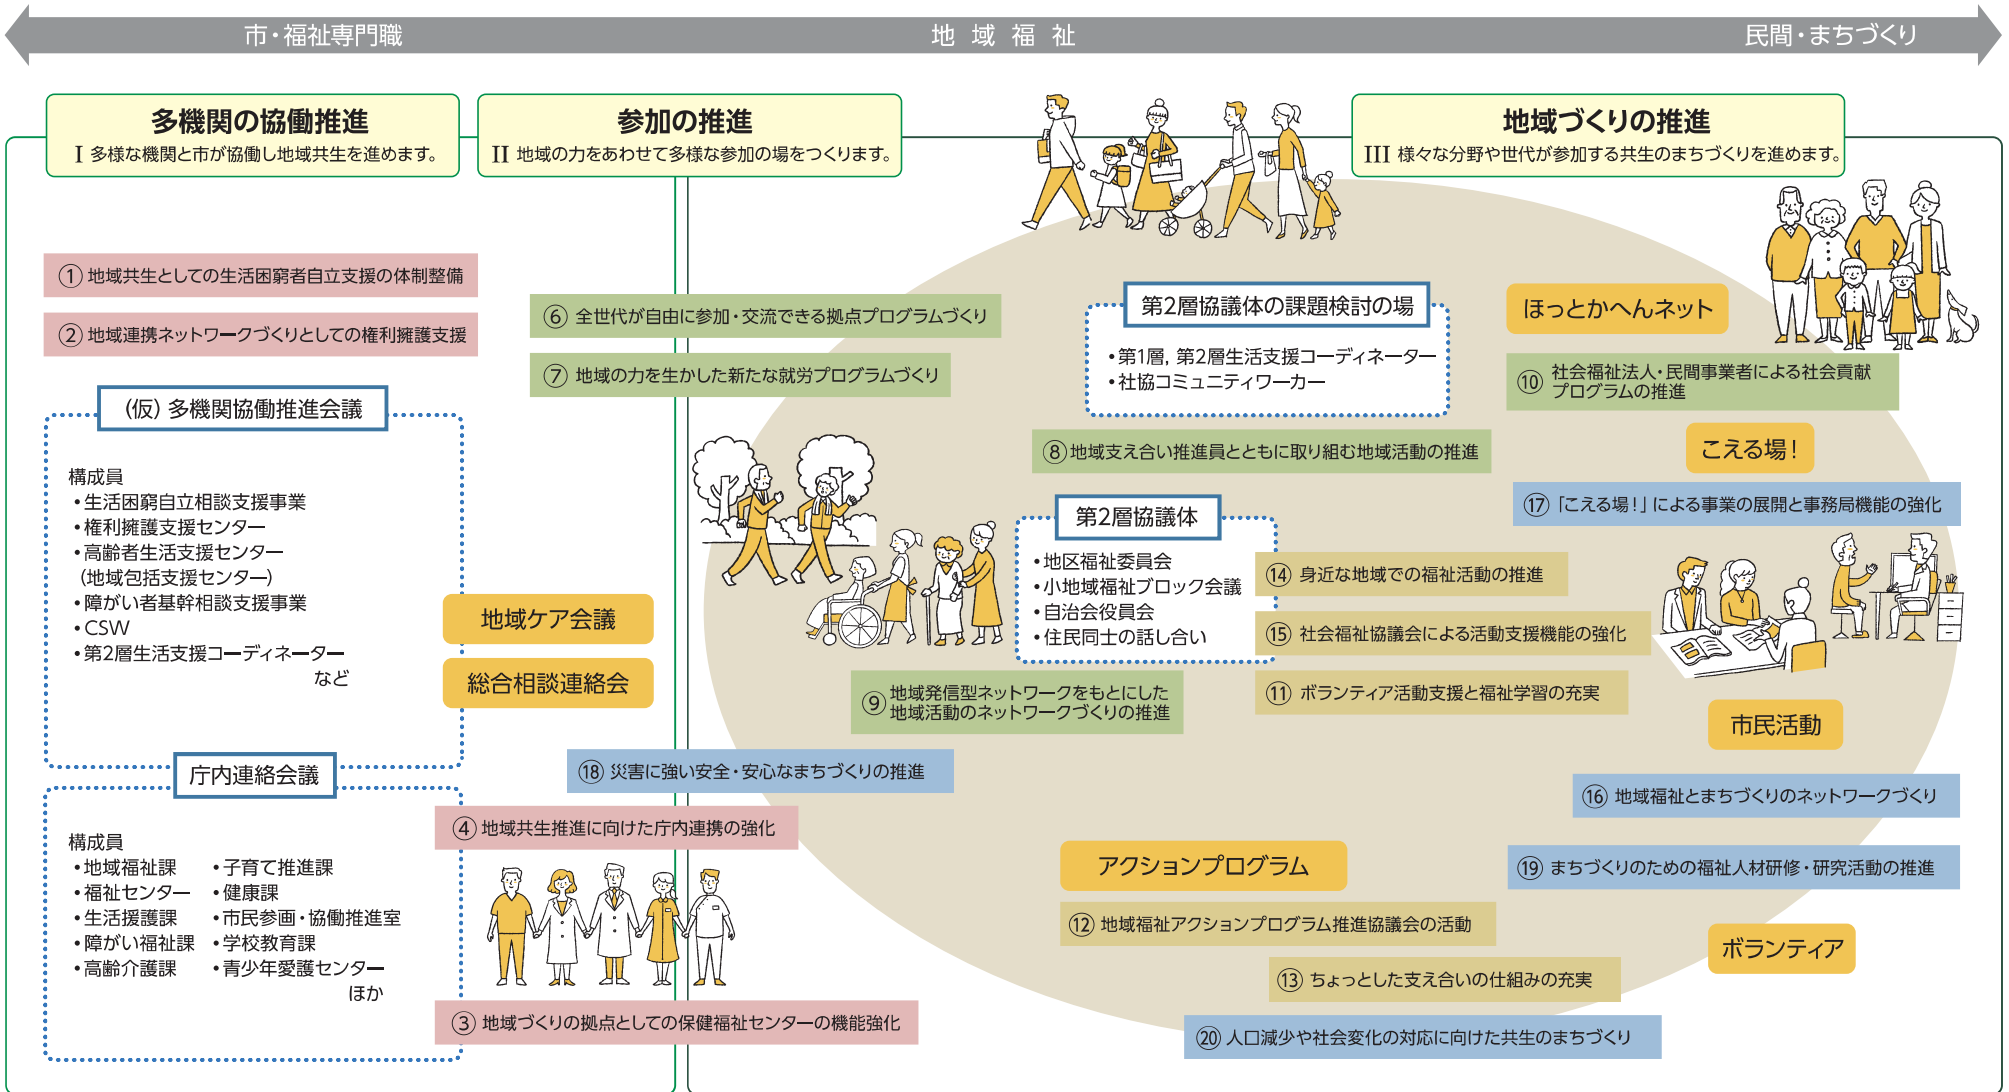 市・福祉専門職
地域福祉
民間・まちづくり
多機関の協働推進
Ⅰ 多様な機関と市が協働し地域共生を進めます。
参加の推進
Ⅱ 地域の力をあわせて多様な参加の場をつくります。
地域づくりの推進
Ⅲ 様々な分野や世代が参加する共生のまちづくりを進めます。
① 地域共生としての生活困窮者自立支援の体制整備
② 地域連携ネットワークづくりとしての権利擁護支援
(仮)多機関協働推進会議
構成員
・生活困窮自立相談支援事業
・権利擁護支援センター
・高齢者生活支援センター
(地域包括支援センター)
・障がい者基幹相談支援事業
・CSW
・第2層生活支援コーディネーター
など
地域ケア会議
総合相談連絡会
庁内連絡会議
構成員
・地域福祉課
・福祉センター
・生活援護課
・障がい福祉課
・高齢介護課
・子育て推進課
・健康課
・市民参画・協働推進室
・学校教育課
・青少年愛護センター
ほか
⑥ 全世代が自由に参加・交流できる拠点プログラムづくり
⑦ 地域の力を生かした新たな就労プログラムづくり
第2層協議体の課題検討の場
・第1層, 第2層生活支援コーディネーター
・社協コミュニティワーカー
⑧ 地域支え合い推進員とともに取り組む地域活動の推進
第2層協議体
・地区福祉委員会
・小地域福祉ブロック会議
・自治会役員会
・住民同士の話し合い
⑨ 地域発信型ネットワークをもとにした
地域活動のネットワークづくりの推進
ほっとかへんネット
⑩ 社会福祉法人・民間事業者による社会貢献
プログラムの推進
こえる場！
⑰ 「こえる場！」による事業の展開と事務局機能の強化
⑭ 身近な地域での福祉活動の推進
⑮ 社会福祉協議会による活動支援機能の強化
⑪ ボランティア活動支援と福祉学習の充実
市民活動
⑱ 災害に強い安全・安心なまちづくりの推進
④ 地域共生推進に向けた庁内連携の強化
③ 地域づくりの拠点としての保健福祉センターの機能強化
⑯ 地域福祉とまちづくりのネットワークづくり
アクションプログラム
⑲ まちづくりのための福祉人材研修・研究活動の推進
⑫ 地域福祉アクションプログラム推進協議会の活動
ボランティア
⑬ ちょっとした支え合いの仕組みの充実
⑳ 人口減少や社会変化の対応に向けた共生のまちづくり